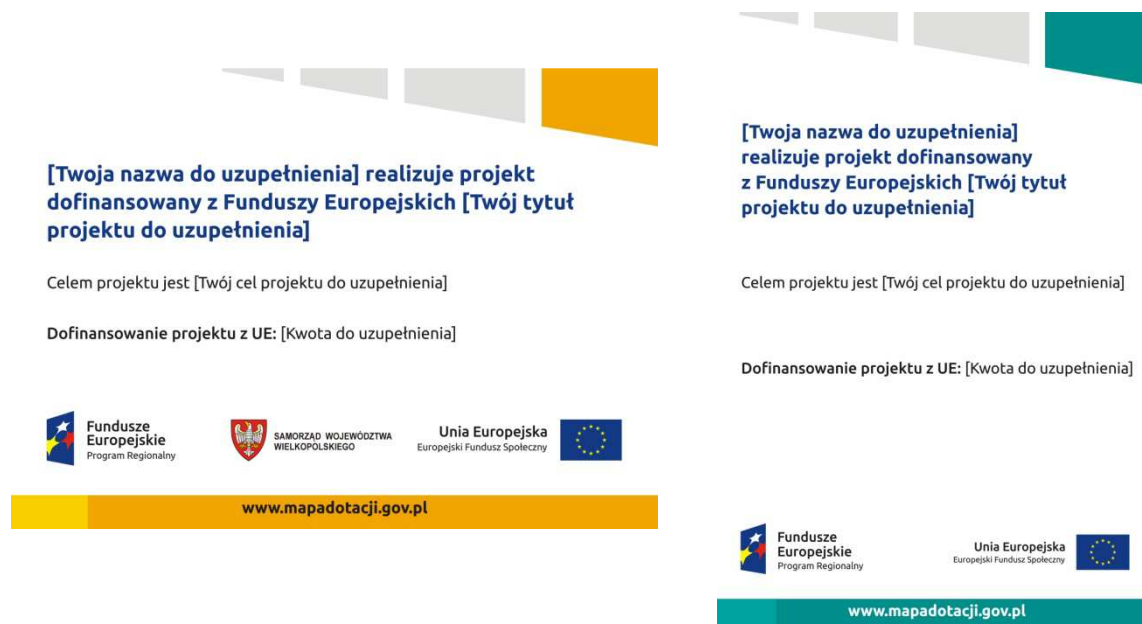 [Twoja nazwa do uzupełnienia] realizuje projekt
dofinansowany z Funduszy Europejskich [Twój tytuł
projektu do uzupełnienia]
Celem projektu jest [Twój cel projektu do uzupełnienia]
Dofinansowanie projektu z UE: [Kwota do uzupełnienia]
Fundusze
Europejskie
Program Regionalny
SAMORZĄD WOJEWÓDZTWA
WIELKOPOLSKIEGO
Unia Europejska
Europejski Fundusz Społeczny
www.mapadotacji.gov.pl
[Twoja nazwa do uzupełnienia]
realizuje projekt dofinansowany
z Funduszy Europejskich [Twój tytuł
projektu do uzupełnienia]
Celem projektu jest [Twój cel projektu do uzupełnienia]
Dofinansowanie projektu z UE: [Kwota do uzupełnienia]
Fundusze
Europejskie
Program Regionalny
Unia Europejska
Europejski Fundusz Społeczny
www.mapadotacji.gov.pl